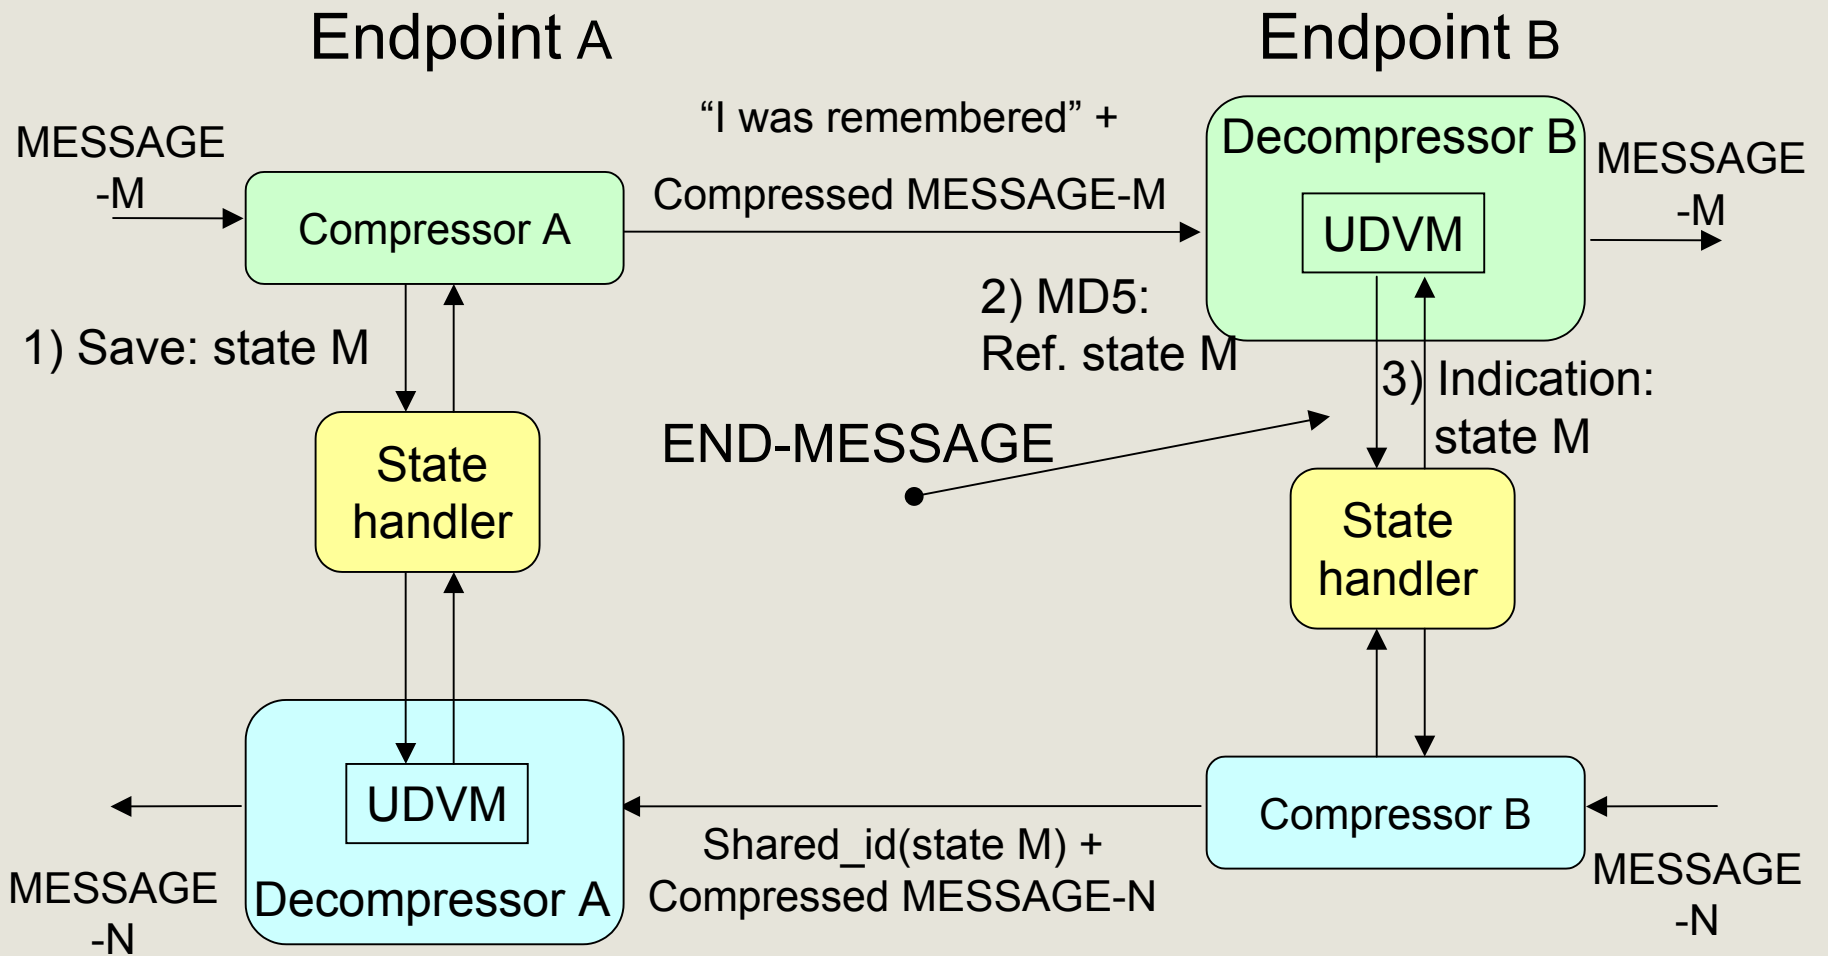 Endpoint A
Endpoint B
MESSAGE
-M
Compressor A
“I was remembered” +
Compressed MESSAGE-M
Decompressor B
UDVM
MESSAGE
-M
1) Save: state M
2) MD5:
Ref. state M
3) Indication:
state M
State
handler
END-MESSAGE
State
handler
MESSAGE
-N
UDVM
Decompressor A
Shared_id(state M) +
Compressed MESSAGE-N
Compressor B
MESSAGE
-N